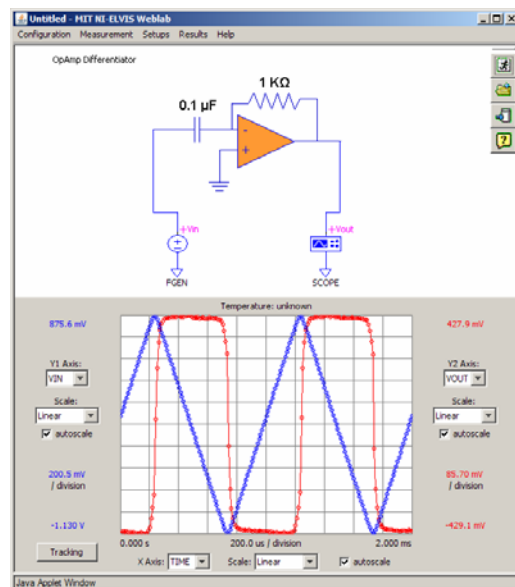 Untitled - MIT NI-ELVIS Weblab
Configuration Measurement Setups Results Help
OpAmp Differentiator
1 KΩ
0.1 µF
-
+
+Vin
+Vout
FGEN
SCOPE
Temperature: unknown
875.6 mV
427.9 mV
Y1 Axis:
VIN
Y2 Axis:
VOUT
Scale:
Linear
Scale:
Linear
autoscale
autoscale
200.5 mV
/ division
85.70 mV
/ division
-1.130 V
-429.1 mV
0.000 s
200.0 us / division
2.000 ms
Tracking
X Axis: TIME Scale: Linear autoscale
Java Applet Window